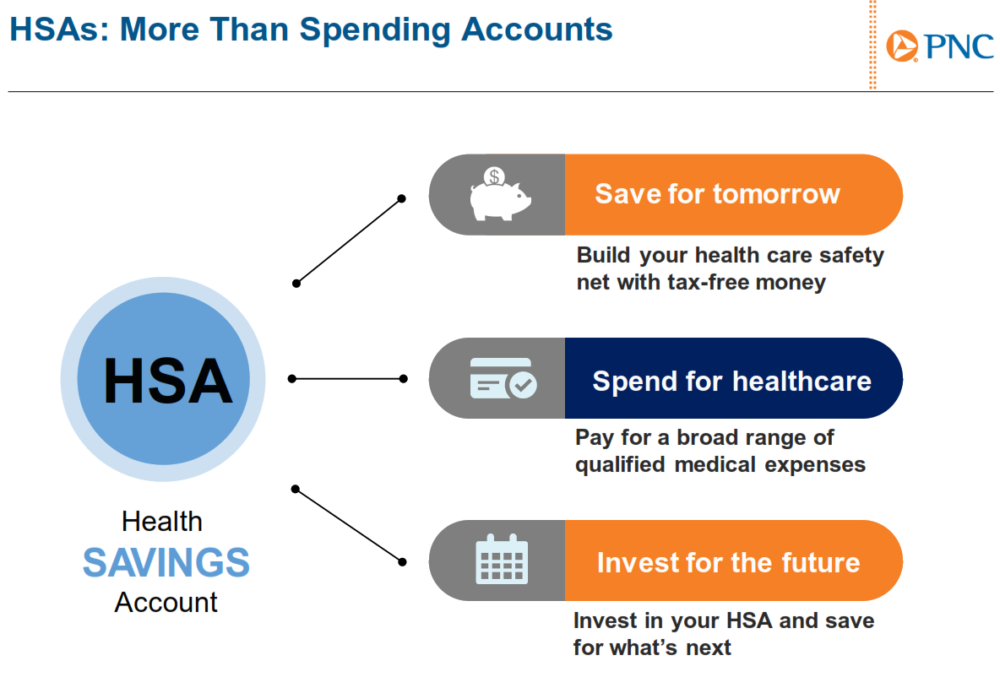 HSAs: More Than Spending Accounts
PNC
$
Save for tomorrow
Build your health care safety
net with tax-free money
HSA
Health
SAVINGS
Account
Spend for healthcare
Pay for a broad range of
qualified medical expenses
Invest for the future
Invest in your HSA and save
for what’s next